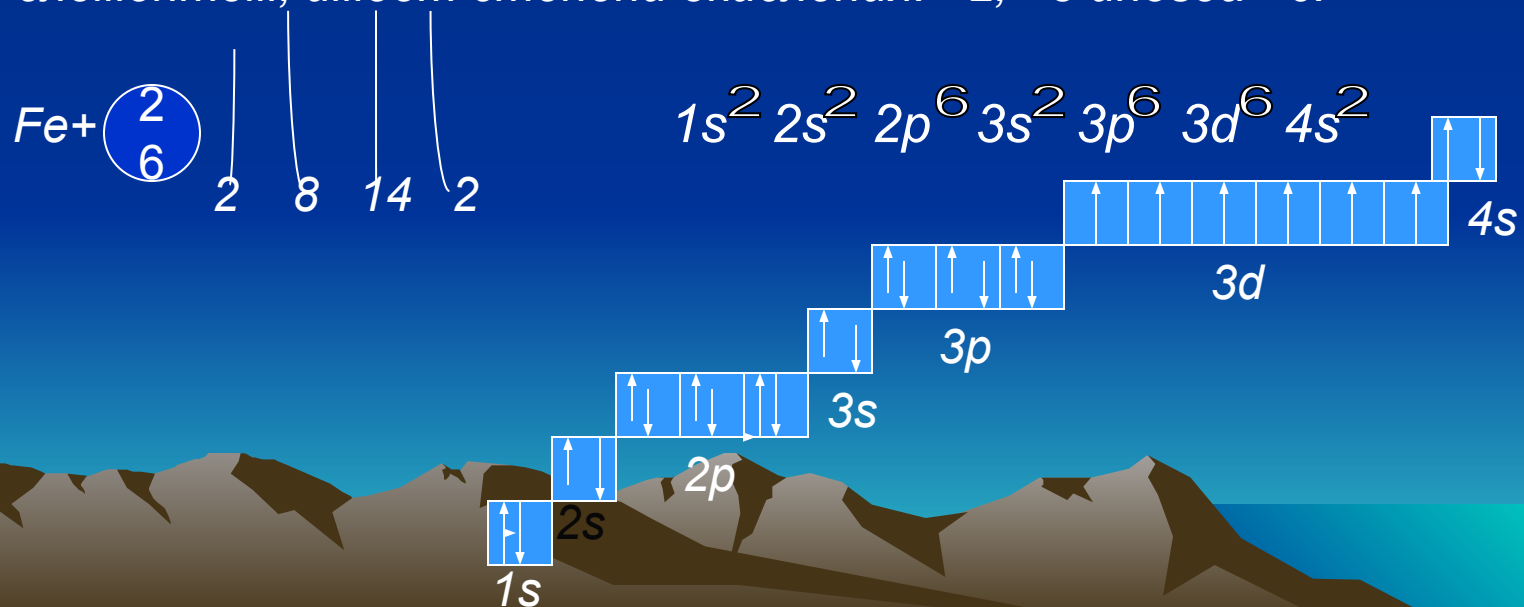 Fe+ 26 2 8 14 2
1s² 2s² 2p⁶ 3s² 3p⁶ 3d⁶ 4s²
4s
3d
3p
3s
2p
2s
1s